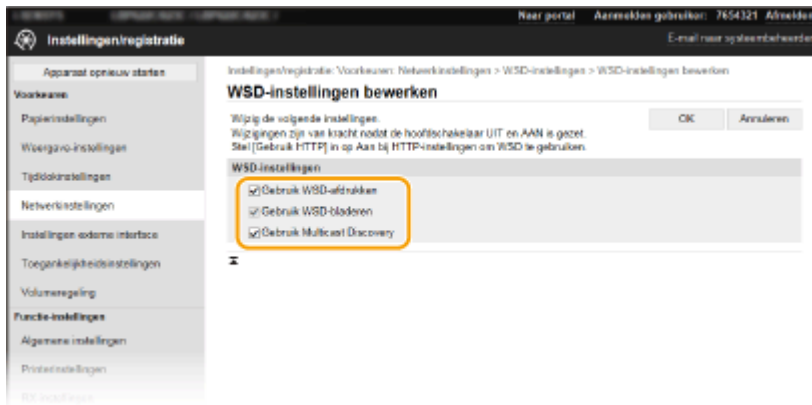 Naar portal Aanmelden gebruiker: 7654321 Afmelden
Instellingen/registratie
E-mail naar systeembeheerder
Apparaat opnieuw starten
Voorkeuren
Papierinstellingen
Weergave-instellingen
Tijdklokinstellingen
Netwerkinstellingen
Instellingen externe interface
Toegankelijkheidsinstellingen
Volumeregeling
Functie-instellingen
Algemene instellingen
Printerinstellingen
Instellingen/registratie: Voorkeuren: Netwerkinstellingen > WSD-instellingen > WSD-instellingen bewerken
WSD-instellingen bewerken
Wijzig de volgende instellingen.
Wijzigingen zijn van kracht nadat de hoofdschakelaar UIT en AAN is gezet.
Stel [Gebruik HTTP] in op Aan bij HTTP-instellingen om WSD te gebruiken.
OK Annuleren
WSD-instellingen
Gebruik WSD-afdrukken
Gebruik WSD-bladeren
Gebruik Multicast Discovery